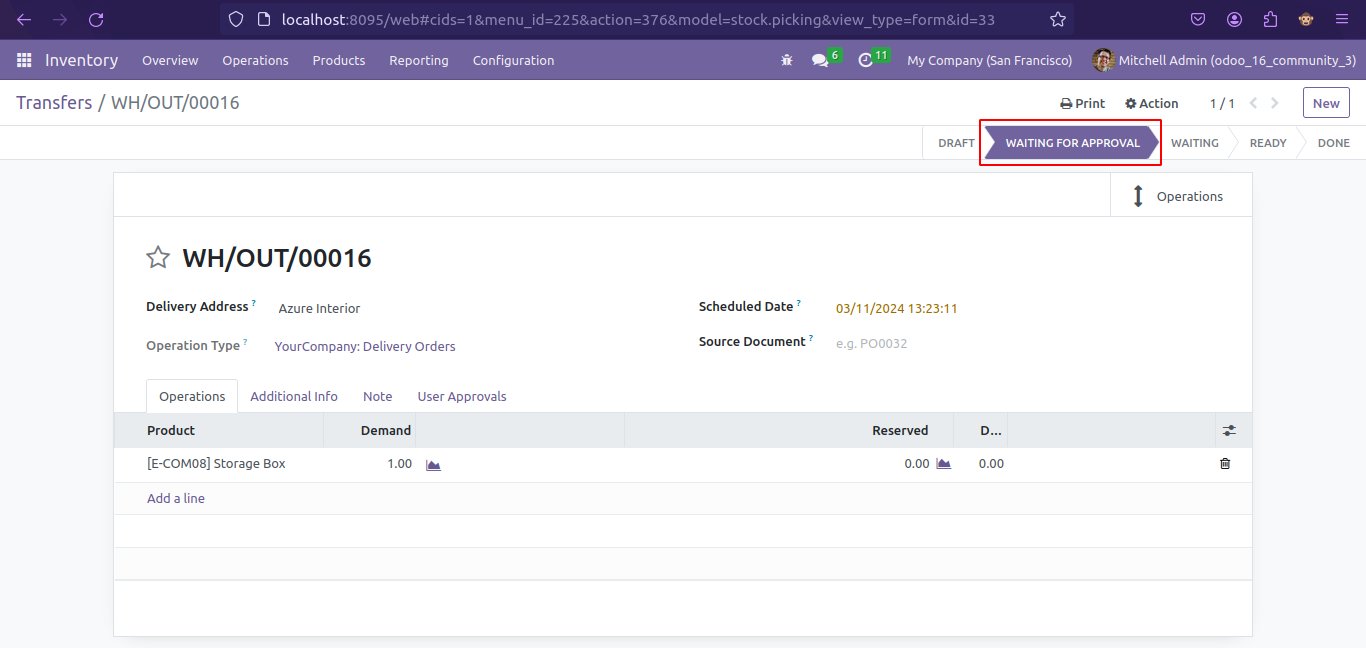 localhost:8095/web#cids=1&menu_id=225&action=376&model=stock.picking&view_type=form&id=33
Inventory Overview Operations Products Reporting Configuration 6 11 My Company (San Francisco) Mitchell Admin (odoo_16_community_3)
Transfers / WH/OUT/00016 Print Action 1 / 1 New
DRAFT WAITING FOR APPROVAL WAITING READY DONE
Operations
WH/OUT/00016
Delivery Address ? Azure Interior Scheduled Date ? 03/11/2024 13:23:11
Operation Type ? YourCompany: Delivery Orders Source Document ? e.g. PO0032
Operations Additional Info Note User Approvals
Product Demand Reserved D...
[E-COM08] Storage Box 1.00 0.00 0.00
Add a line